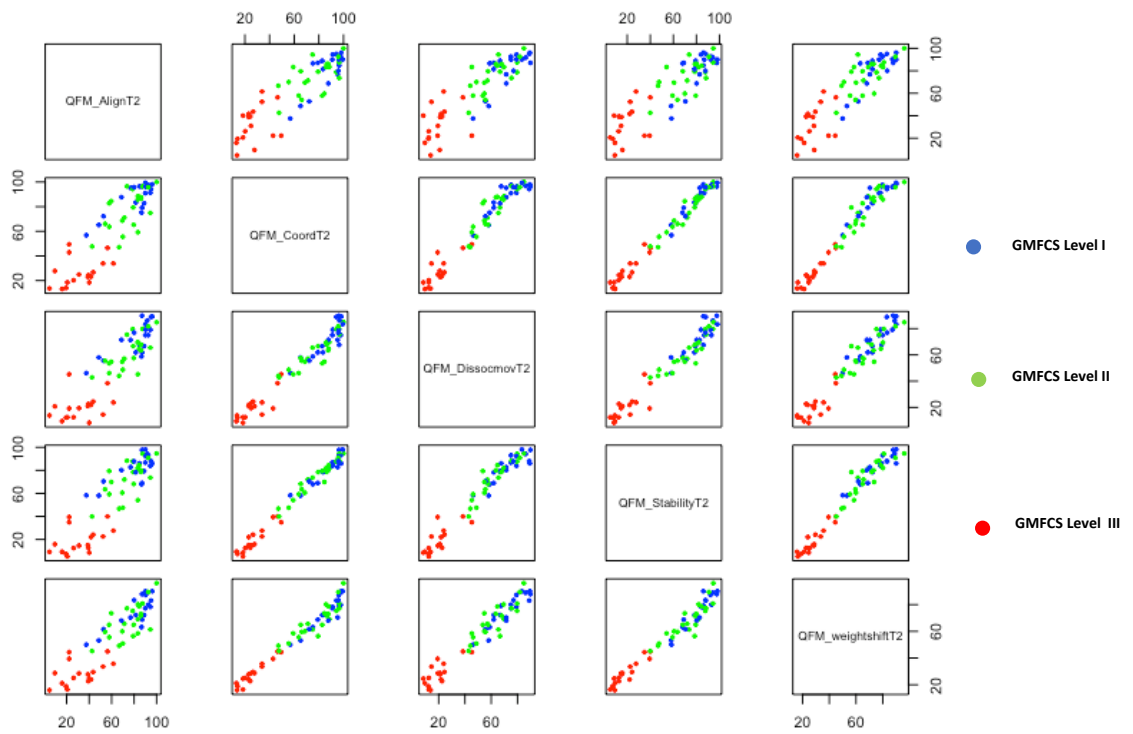 20 60 100
20 60 100
QFM_AlignT2
20 60 100
20 60 100
QFM_CoordT2
GMFCS Level I
QFM_DissocmovT2
20 60
GMFCS Level II
20 60 100
QFM_StabilityT2
GMFCS Level III
QFM_weightshiftT2
20 60
20 60 100
20 60
20 60